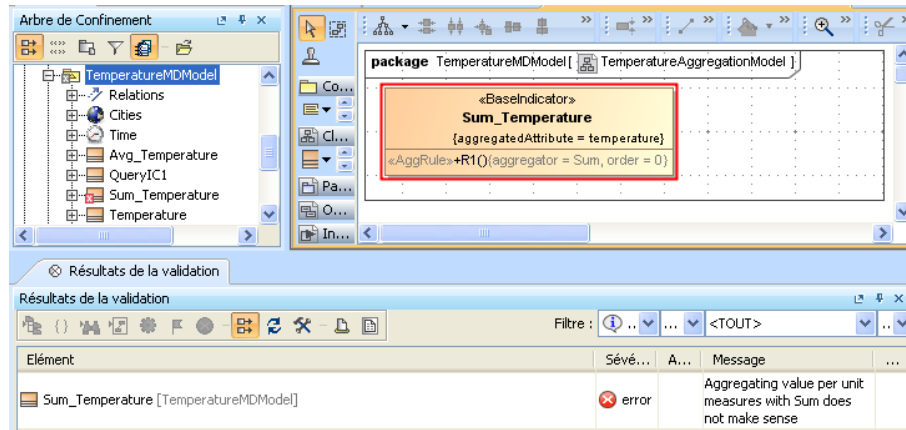 Arbre de Confinement
TemperatureMDModel
Relations
Cities
Time
Avg_Temperature
QueryIC1
Sum_Temperature
Temperature
Co...
Cl...
Pa...
O...
In...
package TemperatureMDModel [ TemperatureAggregationModel ]
«BaseIndicator»
Sum_Temperature
{aggregatedAttribute = temperature}
«AggRule»+R1(){aggregator = Sum, order = 0}
Résultats de la validation
Résultats de la validation
Filtre : .. ... <TOUT> ..
Elément Sévé... A... Message ...
Sum_Temperature [TemperatureMDModel] error
Aggregating value per unit
measures with Sum does
not make sense